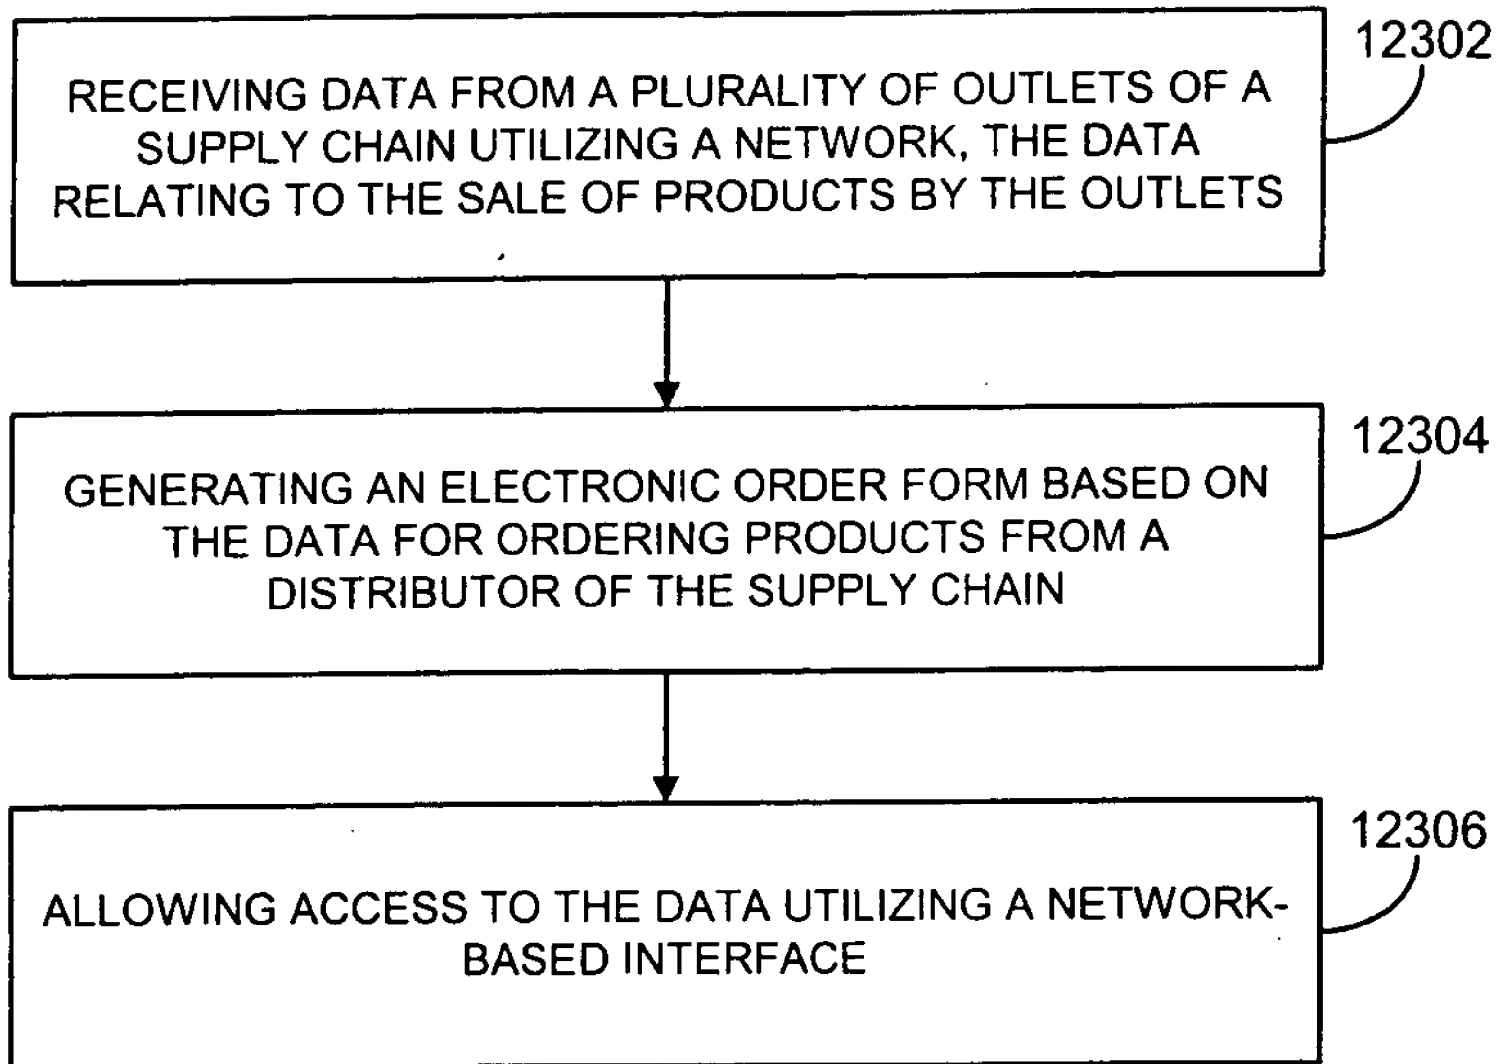 RECEIVING DATA FROM A PLURALITY OF OUTLETS OF A
SUPPLY CHAIN UTILIZING A NETWORK, THE DATA
RELATING TO THE SALE OF PRODUCTS BY THE OUTLETS
12302
GENERATING AN ELECTRONIC ORDER FORM BASED ON
THE DATA FOR ORDERING PRODUCTS FROM A
DISTRIBUTOR OF THE SUPPLY CHAIN
12304
ALLOWING ACCESS TO THE DATA UTILIZING A NETWORK-
BASED INTERFACE
12306